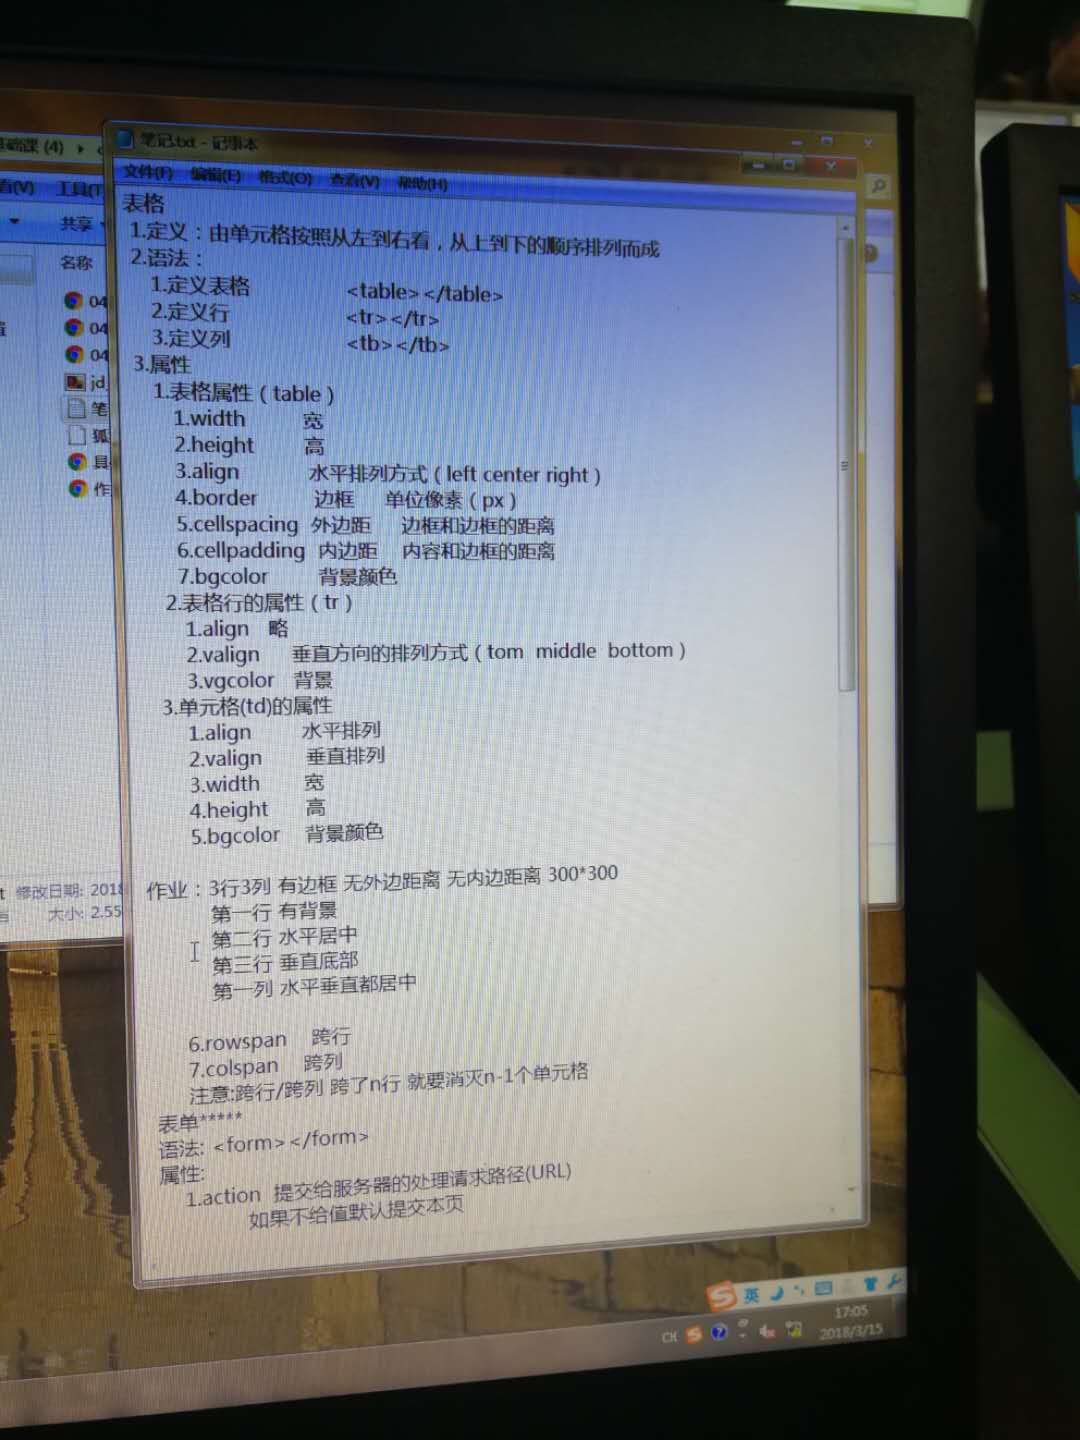 笔记.txt - 记事本
基础课 (4)
文件(F) 编辑(E) 格式(O) 查看(V) 帮助(H)
看(V) 工具(T
共享
名称
04
04
04
jd_
笔
狐
具
作
修改日期: 2018
大小: 2.55
表格
1.定义：由单元格按照从左到右看，从上到下的顺序排列而成
2.语法：
1.定义表格 <table></table>
2.定义行 <tr></tr>
3.定义列 <tb></tb>
3.属性
1.表格属性（table）
1.width 宽
2.height 高
3.align 水平排列方式（left center right）
4.border 边框 单位像素（px）
5.cellspacing 外边距 边框和边框的距离
6.cellpadding 内边距 内容和边框的距离
7.bgcolor 背景颜色
2.表格行的属性（tr）
1.align 略
2.valign 垂直方向的排列方式（tom middle bottom）
3.vgcolor 背景
3.单元格(td)的属性
1.align 水平排列
2.valign 垂直排列
3.width 宽
4.height 高
5.bgcolor 背景颜色
作业：3行3列 有边框 无外边距离 无内边距离 300*300
第一行 有背景
第二行 水平居中
第三行 垂直底部
第一列 水平垂直都居中
6.rowspan 跨行
7.colspan 跨列
注意:跨行/跨列 跨了n行 就要消灭n-1个单元格
表单*****
语法: <form></form>
属性:
1.action 提交给服务器的处理请求路径(URL)
如果不给值默认提交本页
英
CH
17:05
2018/3/15